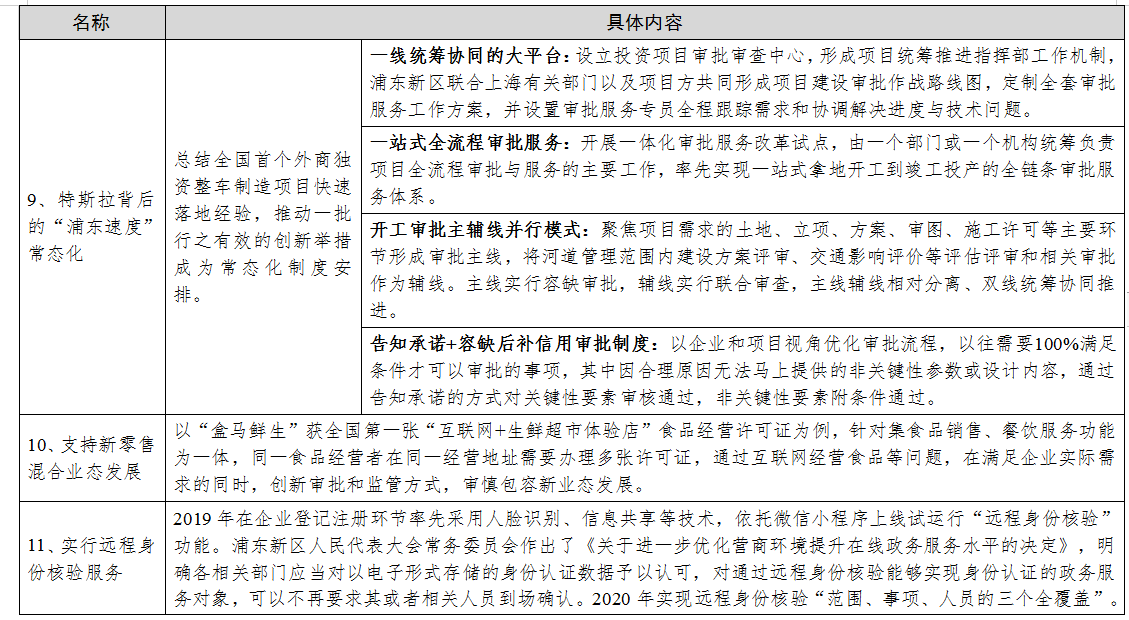 名称
具体内容
9、特斯拉背后
的“浦东速度”
常态化
总结全国首个外商独
资整车制造项目快速
落地经验，推动一批
行之有效的创新举措
成为常态化制度安
排。
一线统筹协同的大平台：设立投资项目审批审查中心，形成项目统筹推进指挥部工作机制，
浦东新区联合上海有关部门以及项目方共同形成项目建设审批作战路线图，定制全套审批
服务工作方案，并设置审批服务专员全程跟踪需求和协调解决进度与技术问题。
一站式全流程审批服务：开展一体化审批服务改革试点，由一个部门或一个机构统筹负责
项目全流程审批与服务的主要工作，率先实现一站式拿地开工到竣工投产的全链条审批服
务体系。
开工审批主辅线并行模式：聚焦项目需求的土地、立项、方案、审图、施工许可等主要环
节形成审批主线，将河道管理范围内建设方案评审、交通影响评价等评估评审和相关审批
作为辅线。主线实行容缺审批，辅线实行联合审查，主线辅线相对分离、双线统筹协同推
进。
告知承诺+容缺后补信用审批制度：以企业和项目视角优化审批流程，以往需要100%满足
条件才可以审批的事项，其中因合理原因无法马上提供的非关键性参数或设计内容，通过
告知承诺的方式对关键性要素审核通过，非关键性要素附条件通过。
10、支持新零售
混合业态发展
以“盒马鲜生”获全国第一张“互联网+生鲜超市体验店”食品经营许可证为例，针对集食品销售、餐饮服务功能
为一体，同一食品经营者在同一经营地址需要办理多张许可证，通过互联网经营食品等问题，在满足企业实际需
求的同时，创新审批和监管方式，审慎包容新业态发展。
11、实行远程身
份核验服务
2019年在企业登记注册环节率先采用人脸识别、信息共享等技术，依托微信小程序上线试运行“远程身份核验”
功能。浦东新区人民代表大会常务委员会作出了《关于进一步优化营商环境提升在线政务服务水平的决定》，明
确各相关部门应当对以电子形式存储的身份认证数据予以认可，对通过远程身份核验能够实现身份认证的政务服
务对象，可以不再要求其或者相关人员到场确认。2020年实现远程身份核验“范围、事项、人员的三个全覆盖”。